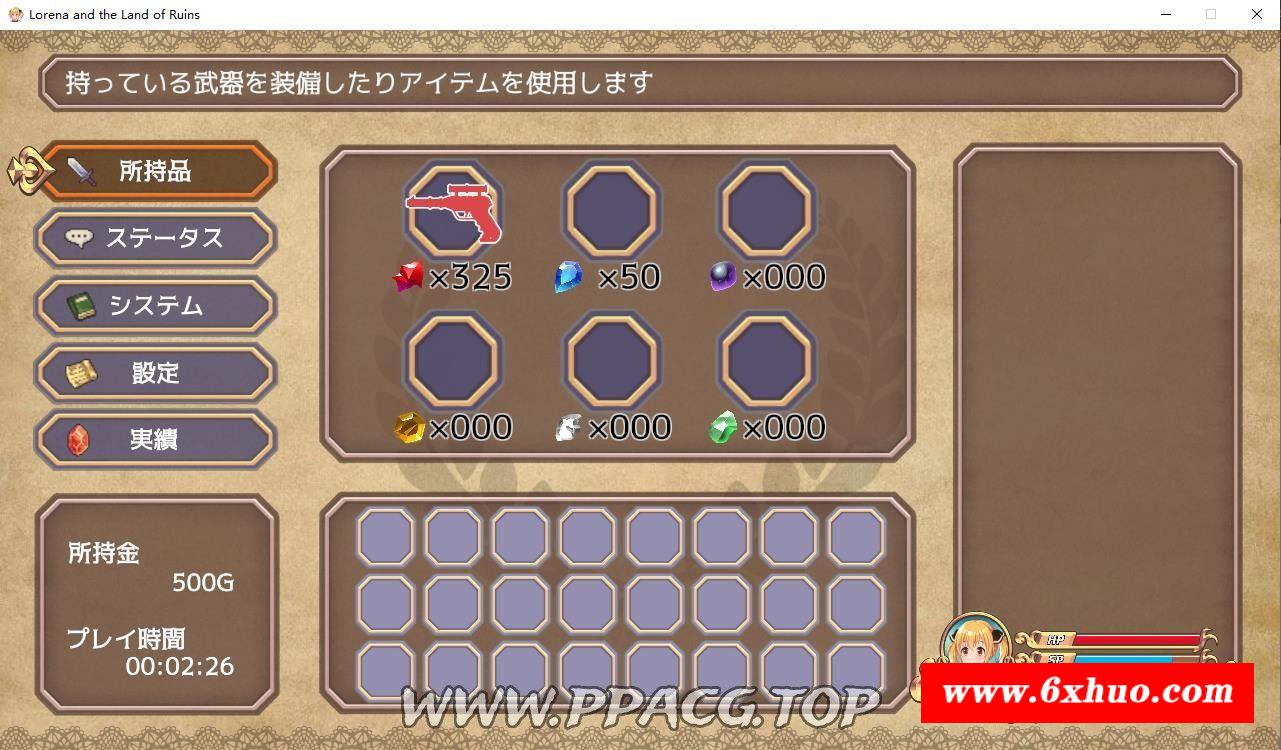 Lorena and the Land of Ruins
持っている武器を装備したりアイテムを使用します
所持品
ステータス
システム
設定
実績
×325
×50
×000
×000
×000
×000
所持金
500G
プレイ時間
00:02:26
HP
SP
WWW.PPACG.TOP
www.6xhuo.com